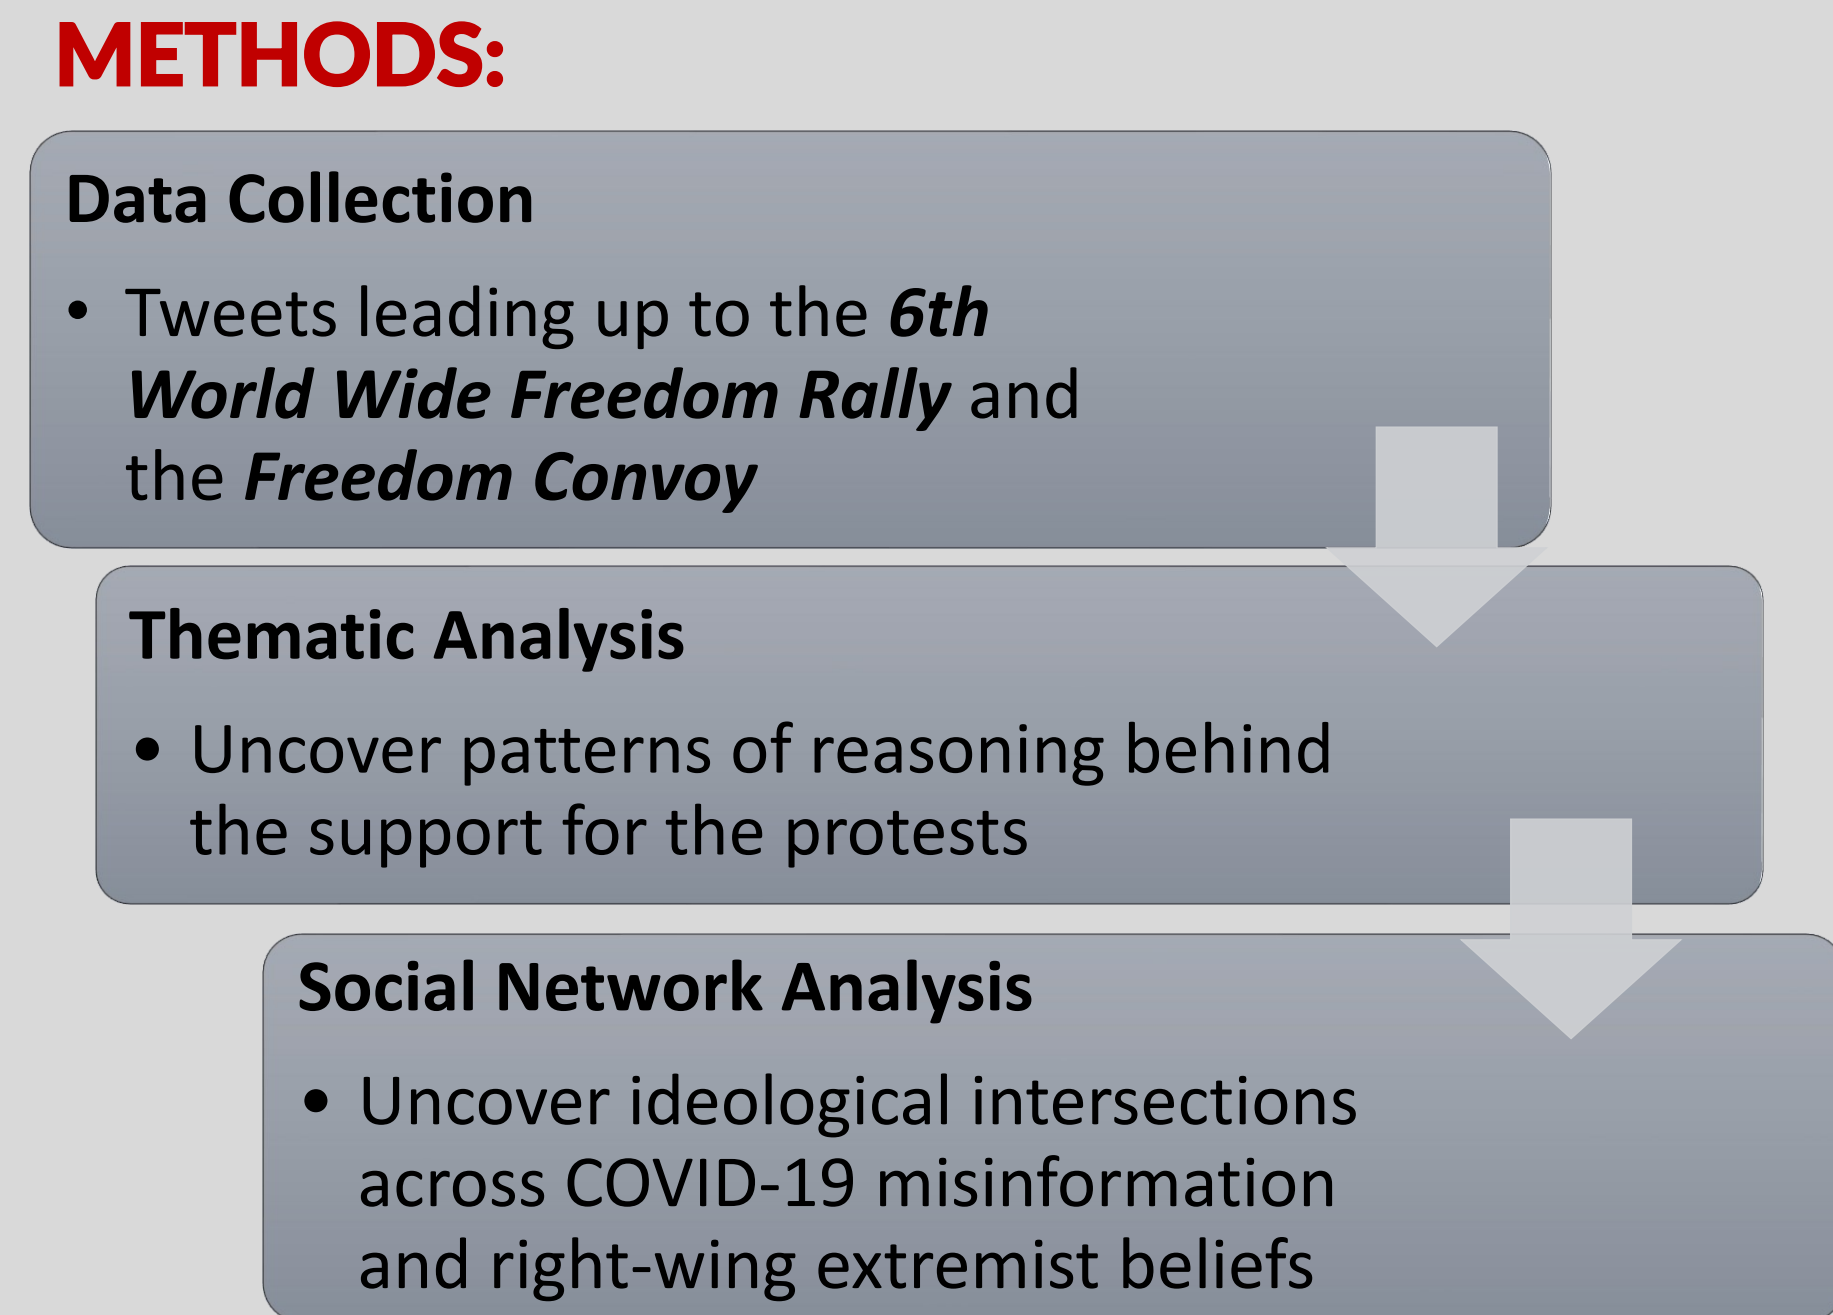 METHODS:
Data Collection
• Tweets leading up to the 6th
World Wide Freedom Rally and
the Freedom Convoy
Thematic Analysis
• Uncover patterns of reasoning behind
the support for the protests
Social Network Analysis
• Uncover ideological intersections
across COVID-19 misinformation
and right-wing extremist beliefs